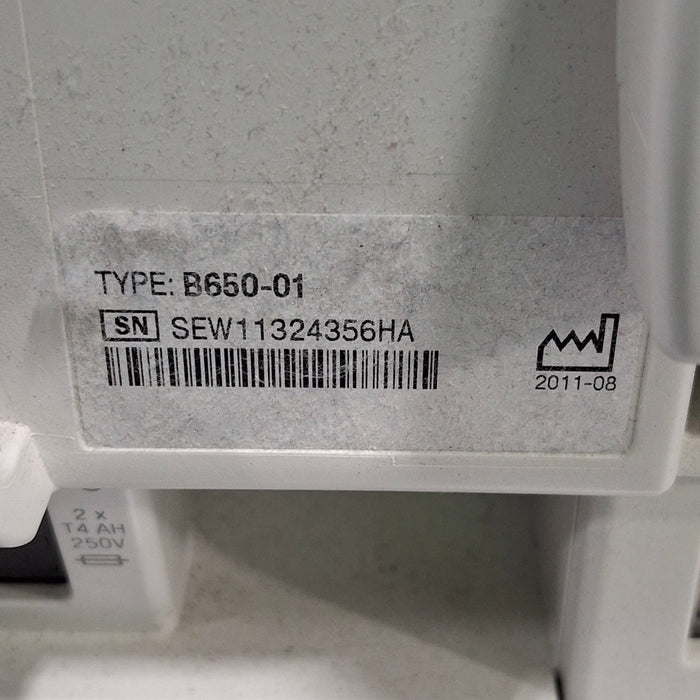 TYPE: B650-01
SN SEW11324356HA
2011-08
2 x
T4 AH
250V